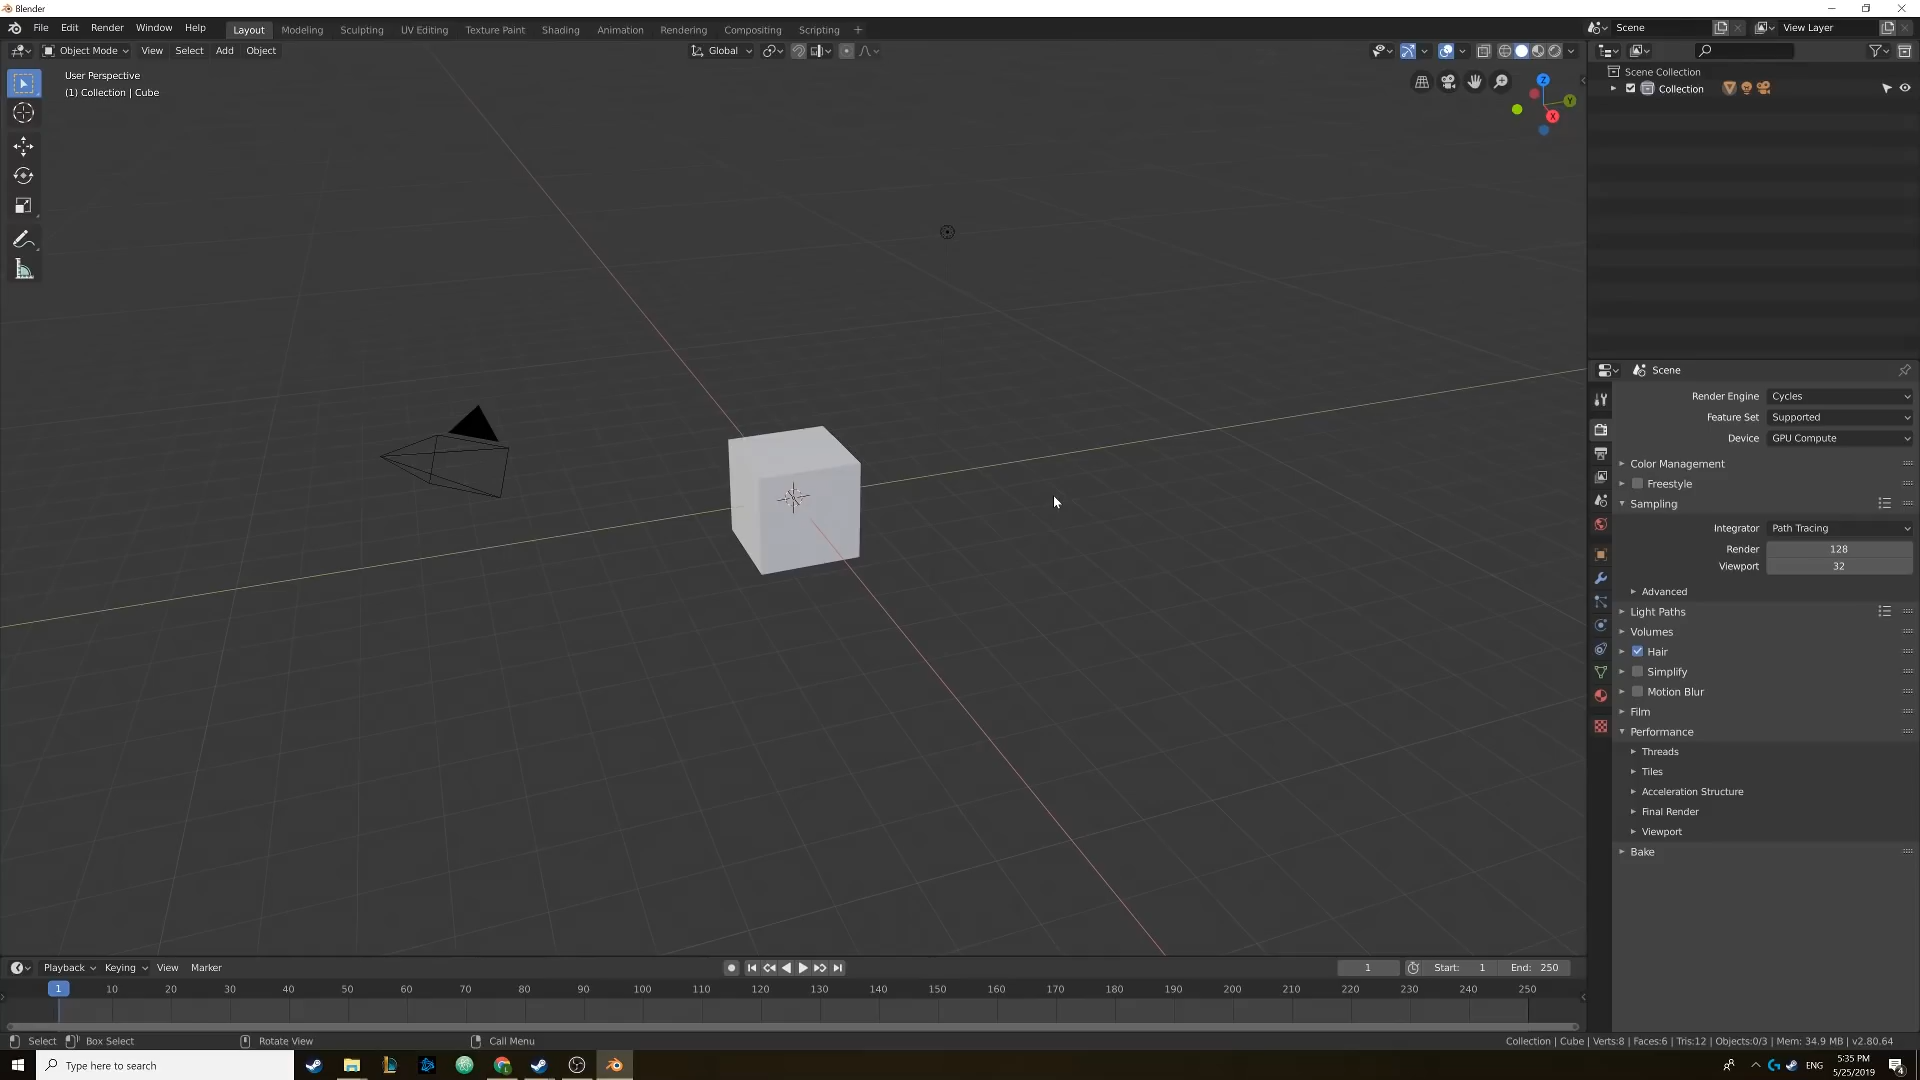 Blender
File Edit Render Window Help Layout Modeling Sculpting UV Editing Texture Paint Shading Animation Rendering Compositing Scripting + Scene View Layer
Object Mode View Select Add Object Global
User Perspective
(1) Collection | Cube
Z
Y
X
Scene Collection
Collection
Scene
Render Engine Cycles
Feature Set Supported
Device GPU Compute
Color Management
Freestyle
Sampling
Integrator Path Tracing
Render 128
Viewport 32
Advanced
Light Paths
Volumes
Hair
Simplify
Motion Blur
Film
Performance
Threads
Tiles
Acceleration Structure
Final Render
Viewport
Bake
Playback Keying View Marker 1 Start: 1 End: 250
1 10 20 30 40 50 60 70 80 90 100 110 120 130 140 150 160 170 180 190 200 210 220 230 240 250
Select Box Select Rotate View Call Menu Collection | Cube | Verts:8 | Faces:6 | Tris:12 | Objects:0/3 | Mem: 34.9 MB | v2.80.64
Type here to search ENG 5:35 PM
5/25/2019 4